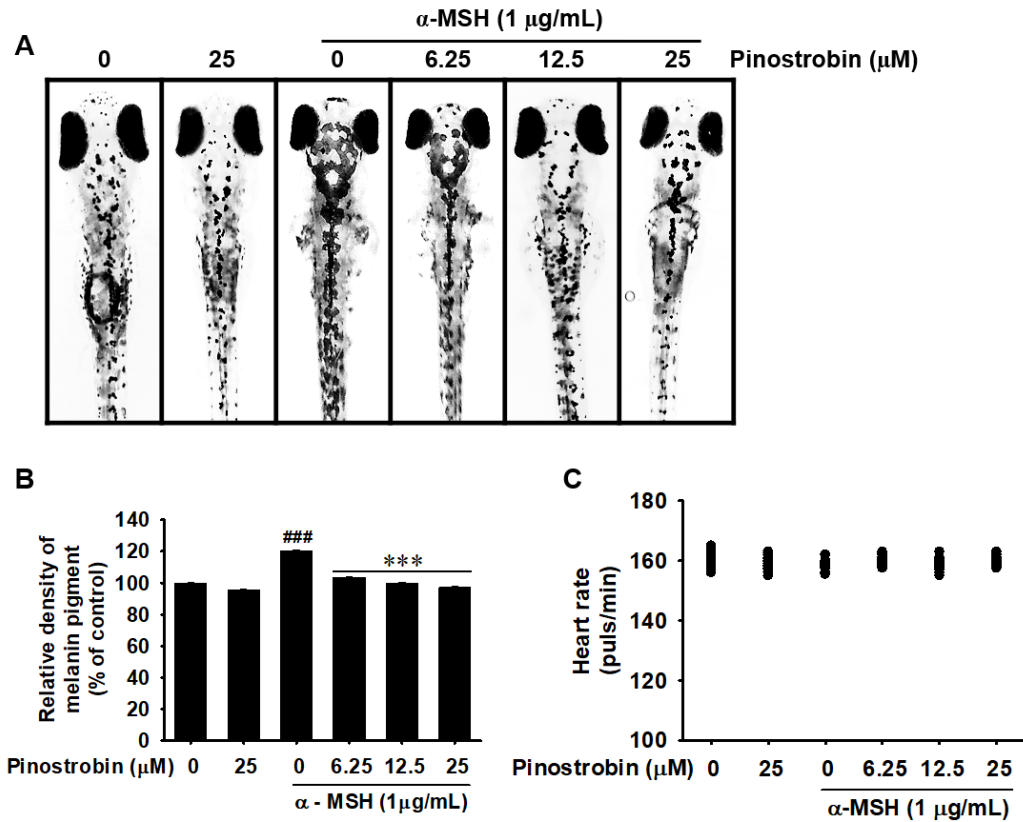 α-MSH (1 μg/mL)
A
0 25 0 6.25 12.5 25 Pinostrobin (μM)
B
Relative density of
melanin pigment
(% of control)
140
120
100
80
60
40
20
0
###
***
Pinostrobin (μM) 0 25 0 6.25 12.5 25
α - MSH (1μg/mL)
C
Heart rate
(puls/min)
180
160
140
120
100
Pinostrobin (μM) 0 25 0 6.25 12.5 25
α-MSH (1 μg/mL)